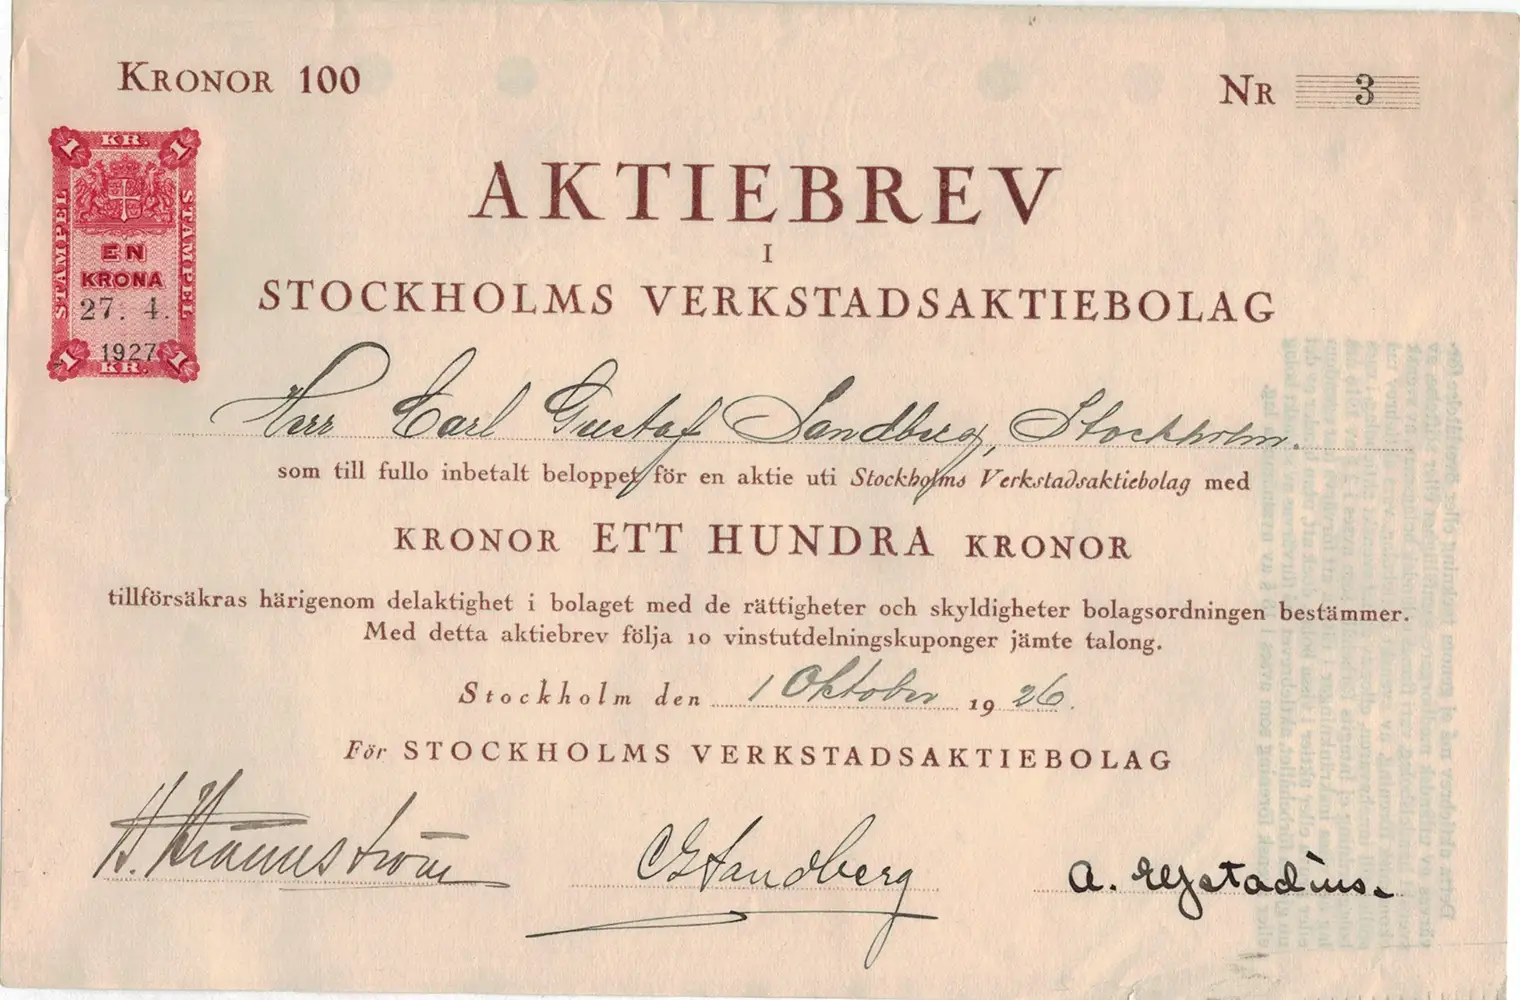 KRONOR 100
NR 3
1 KR. 1
STAMPEL
STAMPEL
EN
KRONA
27. 4.
1927
1 KR. 1
AKTIEBREV
I
STOCKHOLMS VERKSTADSAKTIEBOLAG
Herr Carl Gustaf Sandberg, Stockholm.
som till fullo inbetalt beloppet för en aktie uti Stockholms Verkstadsaktiebolag med
KRONOR ETT HUNDRA KRONOR
tillförsäkras härigenom delaktighet i bolaget med de rättigheter och skyldigheter bolagsordningen bestämmer.
Med detta aktiebrev följa 10 vinstutdelningskuponger jämte talong.
Stockholm den 1 Oktober 1926.
För STOCKHOLMS VERKSTADSAKTIEBOLAG
CGSandberg